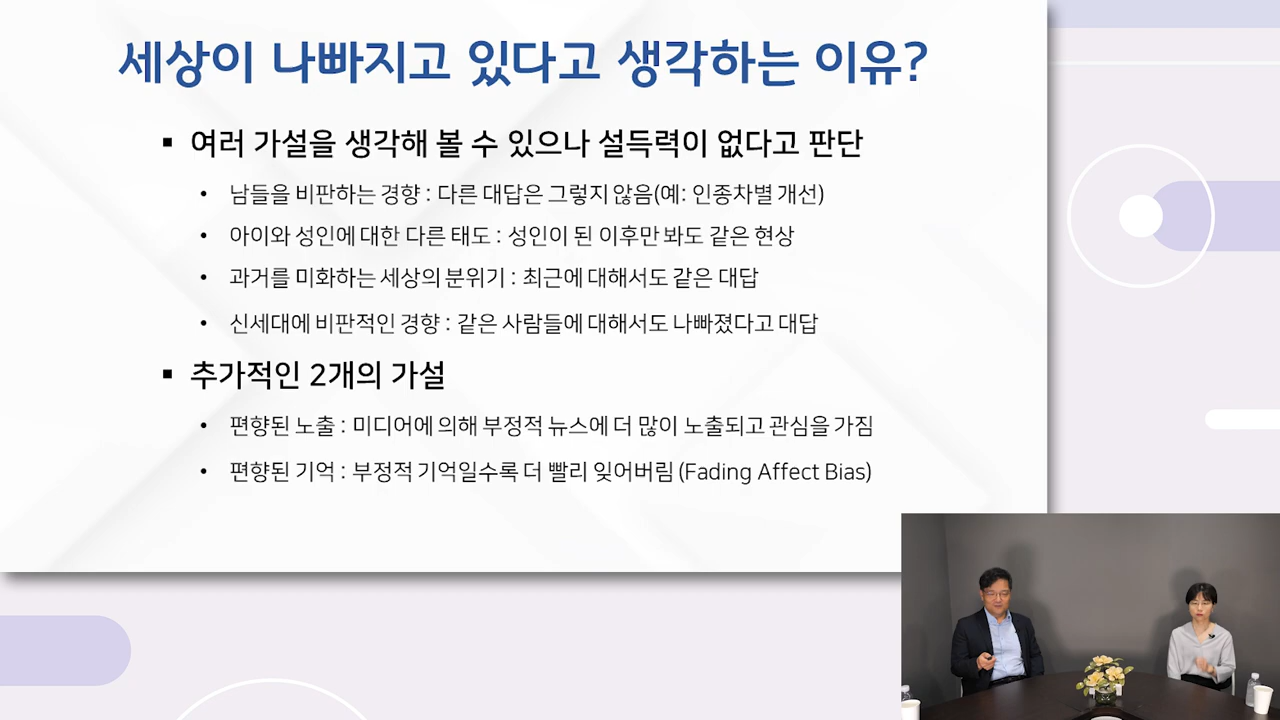 세상이 나빠지고 있다고 생각하는 이유?
▪ 여러 가설을 생각해 볼 수 있으나 설득력이 없다고 판단
• 남들을 비판하는 경향 : 다른 대답은 그렇지 않음(예: 인종차별 개선)
• 아이와 성인에 대한 다른 태도 : 성인이 된 이후만 봐도 같은 현상
• 과거를 미화하는 세상의 분위기 : 최근에 대해서도 같은 대답
• 신세대에 비판적인 경향 : 같은 사람들에 대해서도 나빠졌다고 대답
▪ 추가적인 2개의 가설
• 편향된 노출 : 미디어에 의해 부정적 뉴스에 더 많이 노출되고 관심을 가짐
• 편향된 기억 : 부정적 기억일수록 더 빨리 잊어버림 (Fading Affect Bias)